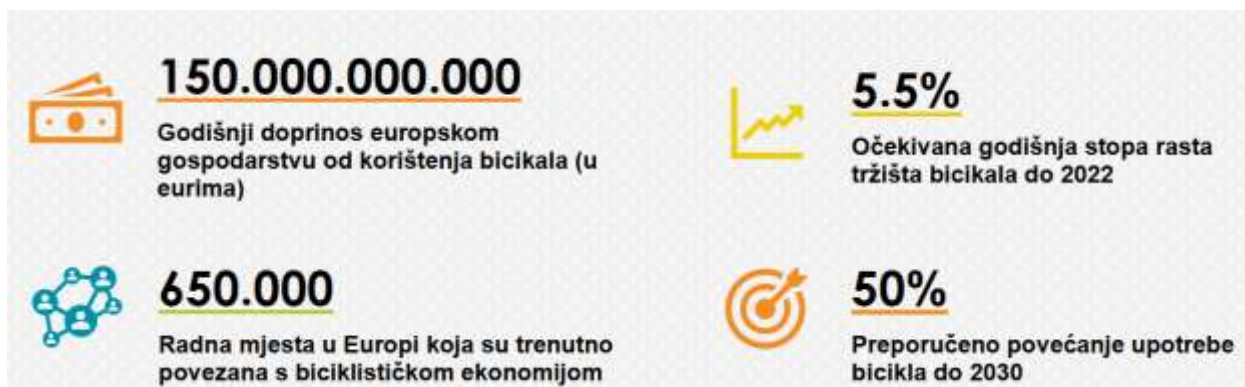 150.000.000.000
Godišnji doprinos europskom
gospodarstvu od korištenja bicikala (u
eurima)
5.5%
Očekivana godišnja stopa rasta
tržišta bicikala do 2022
650.000
Radna mjesta u Europi koja su trenutno
povezana s biciklističkom ekonomijom
50%
Preporučeno povećanje upotrebe
bicikla do 2030